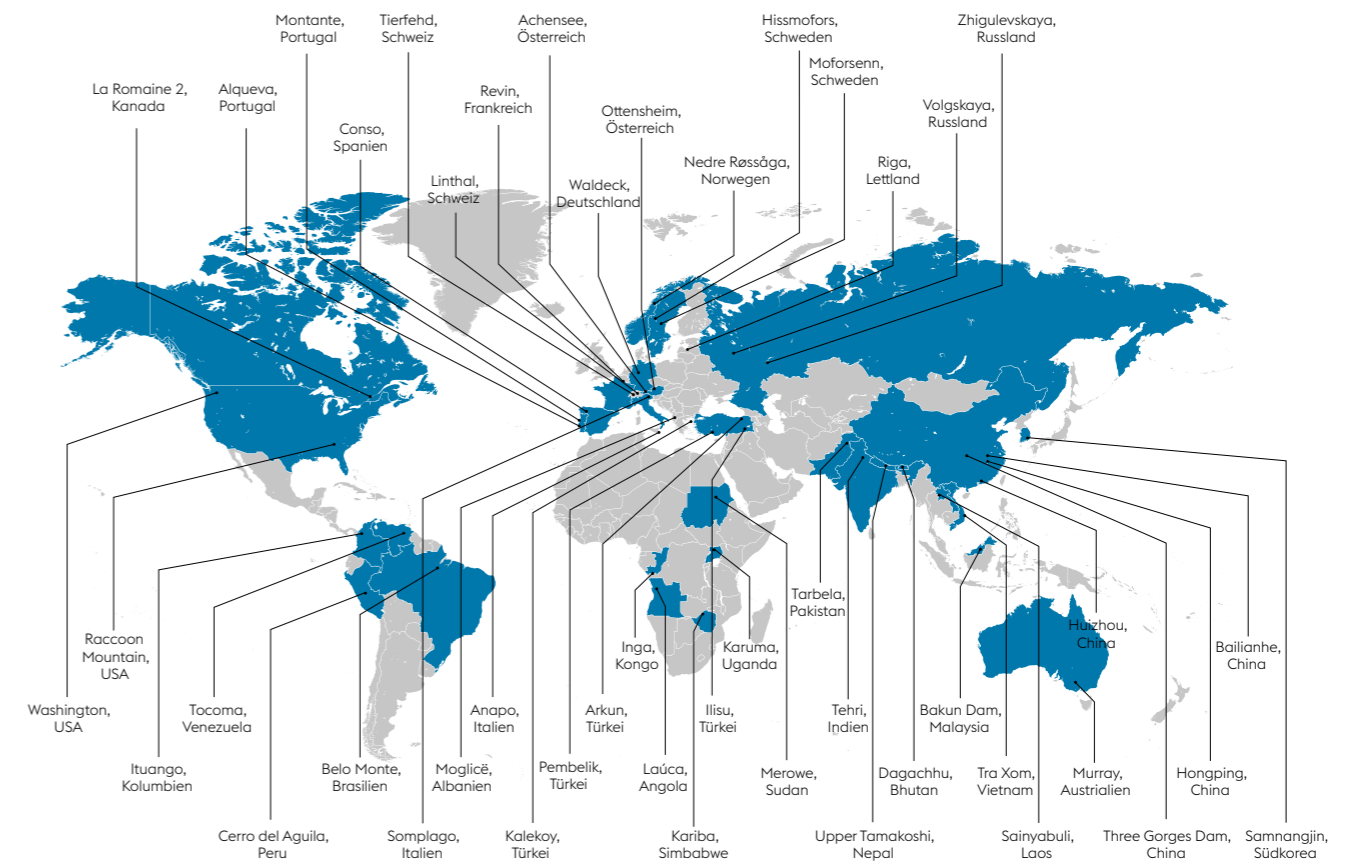 Montante,
Portugal
Tierfehd,
Schweiz
Achensee,
Österreich
Hissmofors,
Schweden
Zhigulevskaya,
Russland
Moforsenn,
Schweden
La Romaine 2,
Kanada
Alqueva,
Portugal
Revin,
Frankreich
Volgskaya,
Russland
Ottensheim,
Österreich
Conso,
Spanien
Nedre Røssåga,
Norwegen
Riga,
Lettland
Linthal,
Schweiz
Waldeck,
Deutschland
Tarbela,
Pakistan
Huizhou,
China
Raccoon
Mountain,
USA
Inga,
Kongo
Karuma,
Uganda
Bailianhe,
China
Washington,
USA
Tocoma,
Venezuela
Anapo,
Italien
Arkun,
Türkei
Ilisu,
Türkei
Tehri,
Indien
Bakun Dam,
Malaysia
Ituango,
Kolumbien
Belo Monte,
Brasilien
Moglicë,
Albanien
Pembelik,
Türkei
Laúca,
Angola
Merowe,
Sudan
Dagachhu,
Bhutan
Tra Xom,
Vietnam
Murray,
Australien
Hongping,
China
Cerro del Aguila,
Peru
Somplago,
Italien
Kalekoy,
Türkei
Kariba,
Simbabwe
Upper Tamakoshi,
Nepal
Sainyabuli,
Laos
Three Gorges Dam,
China
Samnangjin,
Südkorea